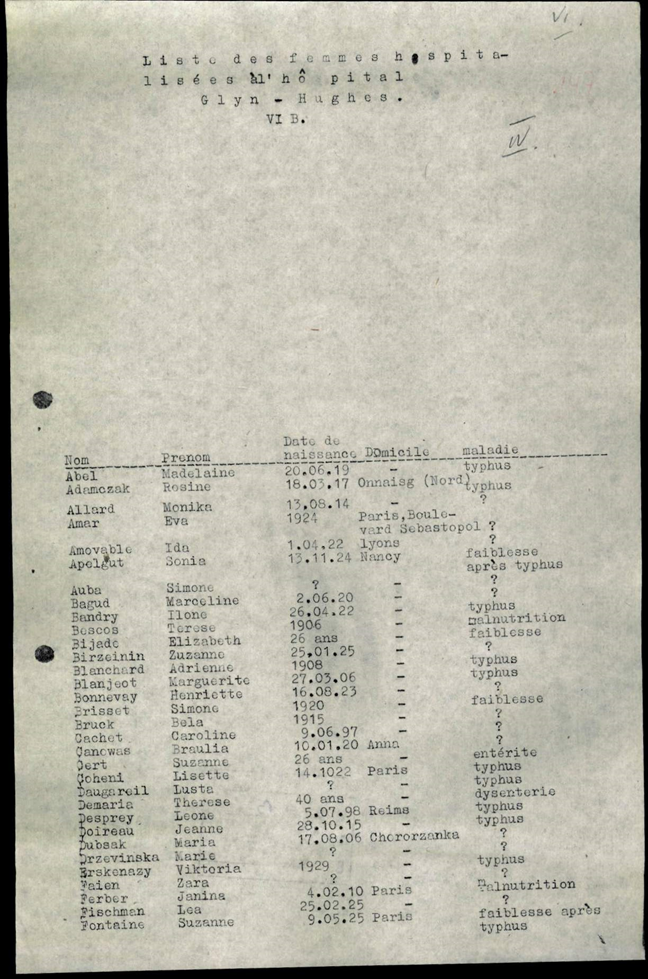 VI.
Liste des femmes hospita-
lisées àl'hô pital
Glyn - Hughes.
VI B.
IV.
Date de
Nom Prenom naissance DOmicile maladie
Abel Madelaine 20.06.19 - typhus
Adamczak Rosine 18.03.17 Onnaisg (Nord) typhus
Allard Monika 13.08.14 - ?
Amar Eva 1924 Paris,Boule-
vard Sebastopol ?
Amovable Ida 1.04.22 lyons ?
Apelgut Sonia 13.11.24 Nancy faiblesse
après typhus
Auba Simone ? - ?
Bagud Marceline 2.06.20 - ?
Bandry Ilone 26.04.22 - typhus
Boscos Terese 1906 - malnutrition
Bijade Elizabeth 26 ans - faiblesse
Birzeinin Zuzanne 25.01.25 - ?
Blanchard Adrienne 1908 - typhus
Blanjeot Marguerite 27.03.06 - typhus
Bonnevay Henriette 16.08.23 - ?
Brisset Simone 1920 - faiblesse
Bruck Bela 1915 - ?
Cachet Caroline 9.06.97 - ?
Canowas Braulia 10.01.20 Anna ?
Cert Suzanne 26 ans - entérite
Coheni Lisette 14.1022 Paris typhus
Daugareil Lusta ? - typhus
Demaria Therese 40 ans - dysenterie
Desprey Leone 5.07.98 Reims typhus
Doireau Jeanne 28.10.15 - typhus
Dubsak Maria 17.08.06 Chororzanka ?
Drzevinska Marie ? - ?
Erskenazy Viktoria 1929 - typhus
Faien Zara ? - ?
Ferber Janina 4.02.10 Paris Malnutrition
Fischman Lea 25.02.25 - ?
Fontaine Suzanne 9.05.25 Paris faiblesse après
typhus